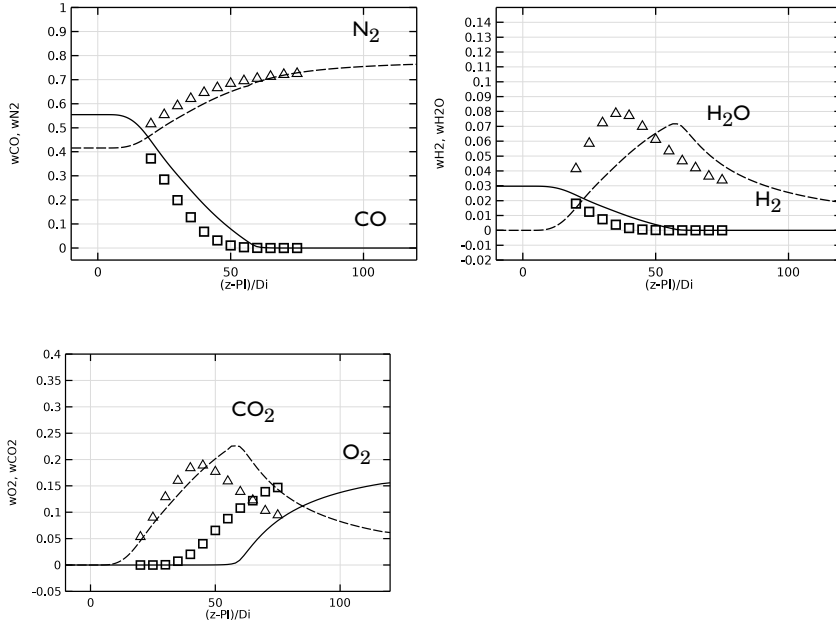 1
0.9
0.8
0.7
0.6
0.5
0.4
0.3
0.2
0.1
0
wCO, wN2
N₂
CO
0 50 100
(z-Pl)/Di
0.14
0.13
0.12
0.11
0.1
0.09
0.08
0.07
0.06
0.05
0.04
0.03
0.02
0.01
0.00
-0.01
0.02
wH2, wH2O
H₂O
H₂
0 50 100
(z-Pl)/Di
0.4
0.35
0.3
0.25
0.2
0.15
0.1
0.05
0
-0.05
wO2, wCO2
CO₂
O₂
0 50 100
(z-Pl)/Di